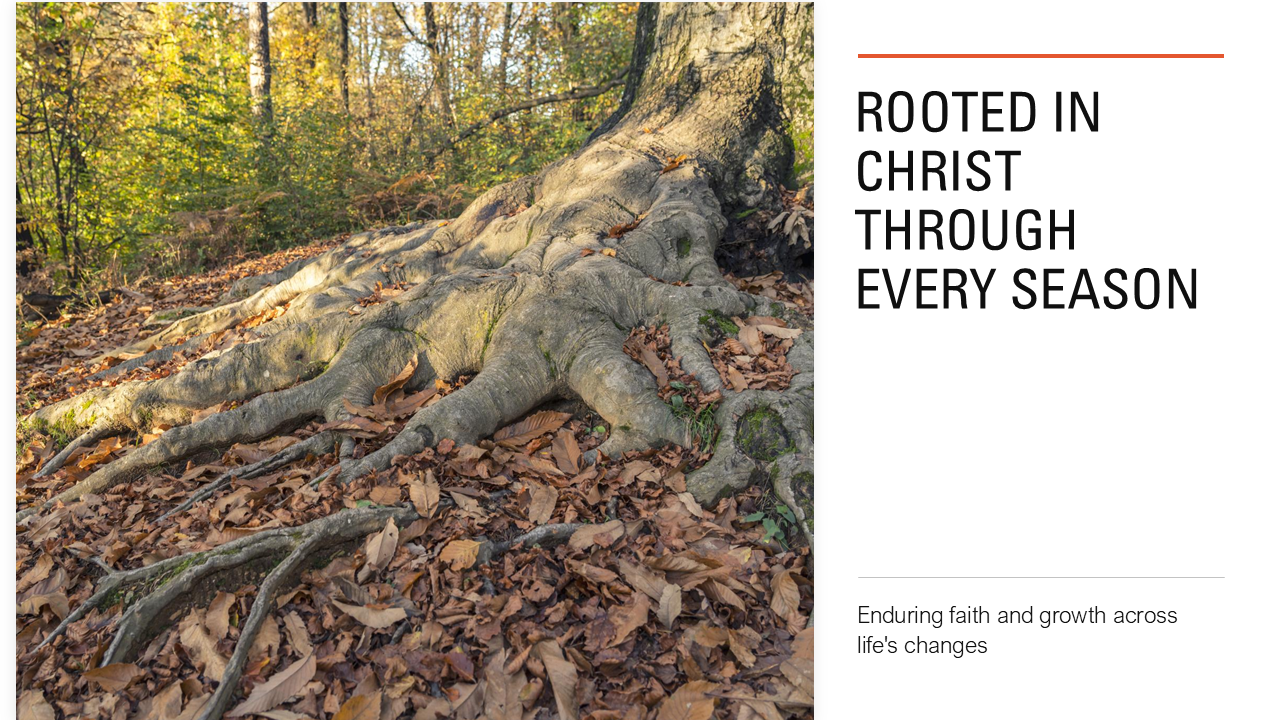 ROOTED IN
CHRIST
THROUGH
EVERY SEASON
Enduring faith and growth across
life's changes